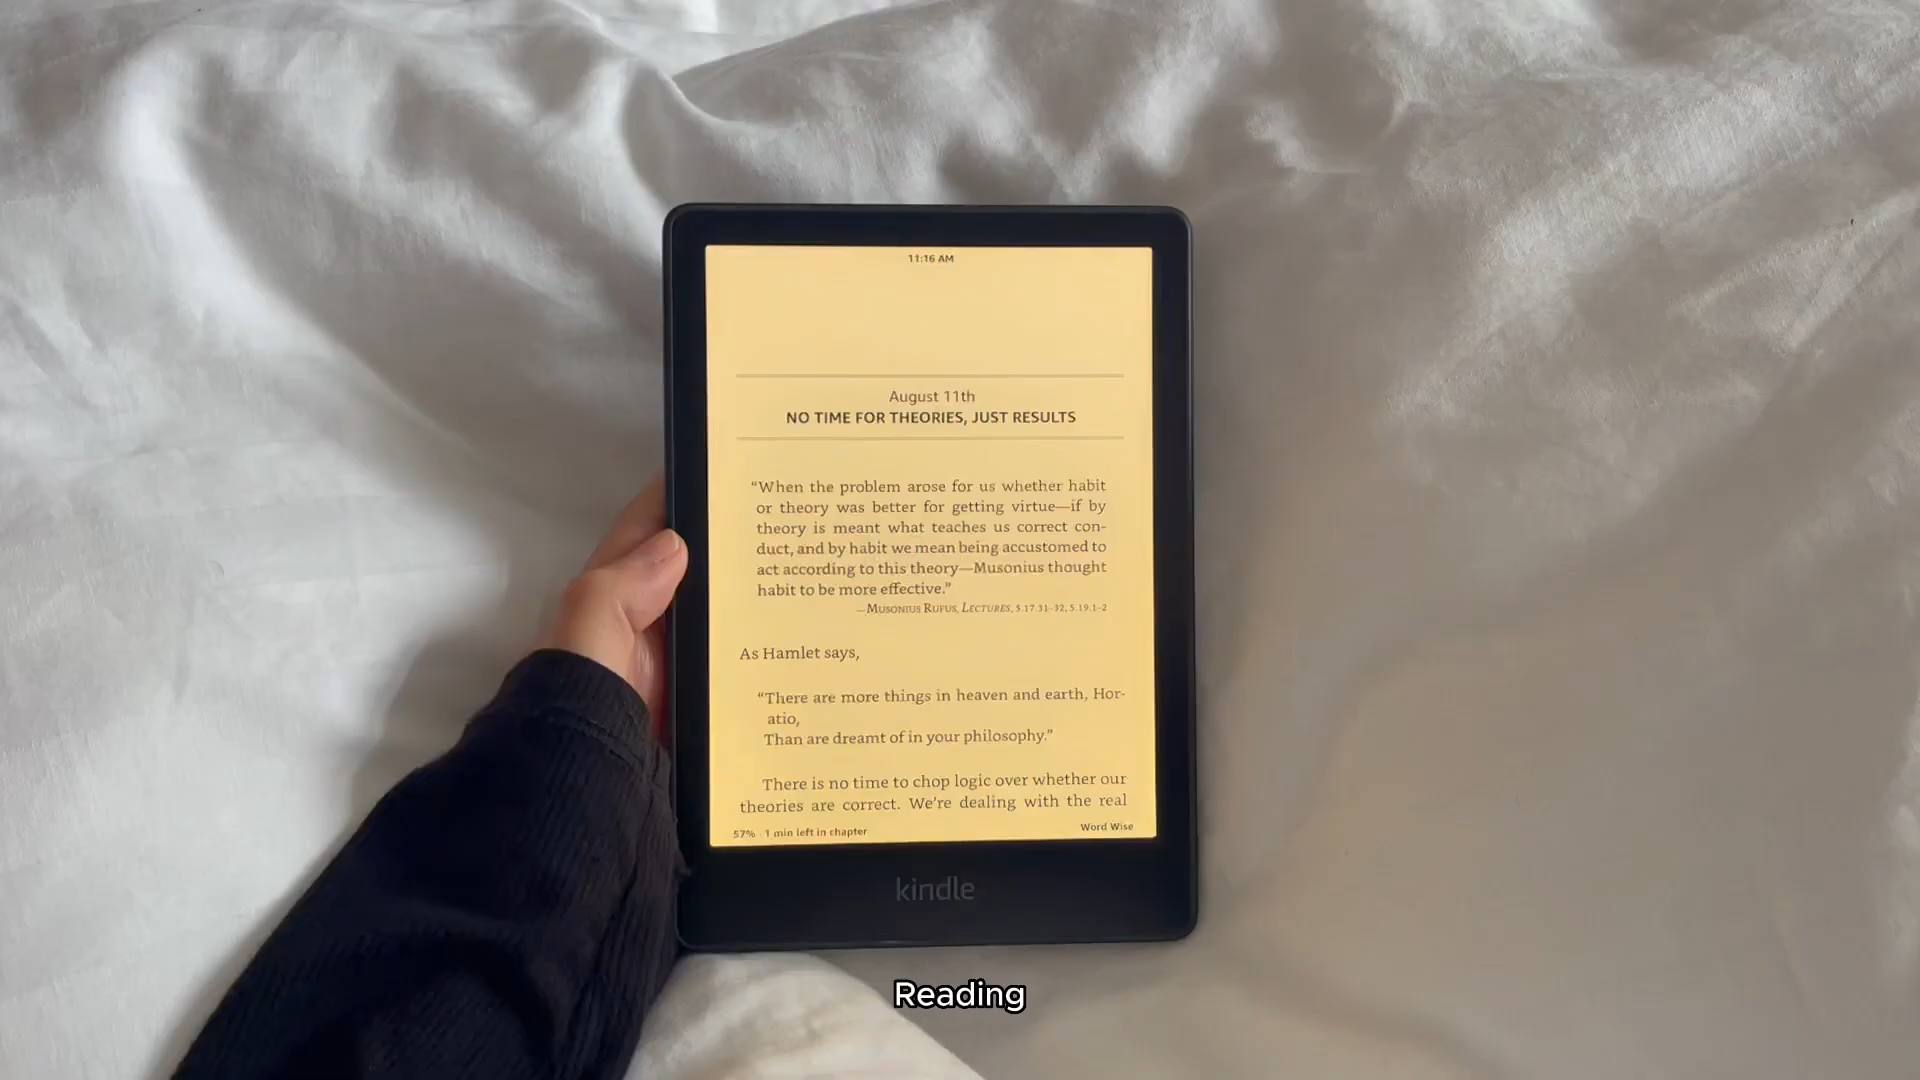 11:16 AM
August 11th
NO TIME FOR THEORIES, JUST RESULTS
“When the problem arose for us whether habit
or theory was better for getting virtue—if by
theory is meant what teaches us correct con-
duct, and by habit we mean being accustomed to
act according to this theory—Musonius thought
habit to be more effective.”
—MUSONIUS RUFUS, LECTURES, 5.17.31–32, 5.19.1–2
As Hamlet says,
“There are more things in heaven and earth, Hor-
atio,
Than are dreamt of in your philosophy.”
There is no time to chop logic over whether our
theories are correct. We’re dealing with the real
57% · 1 min left in chapter
Word Wise
kindle
Reading